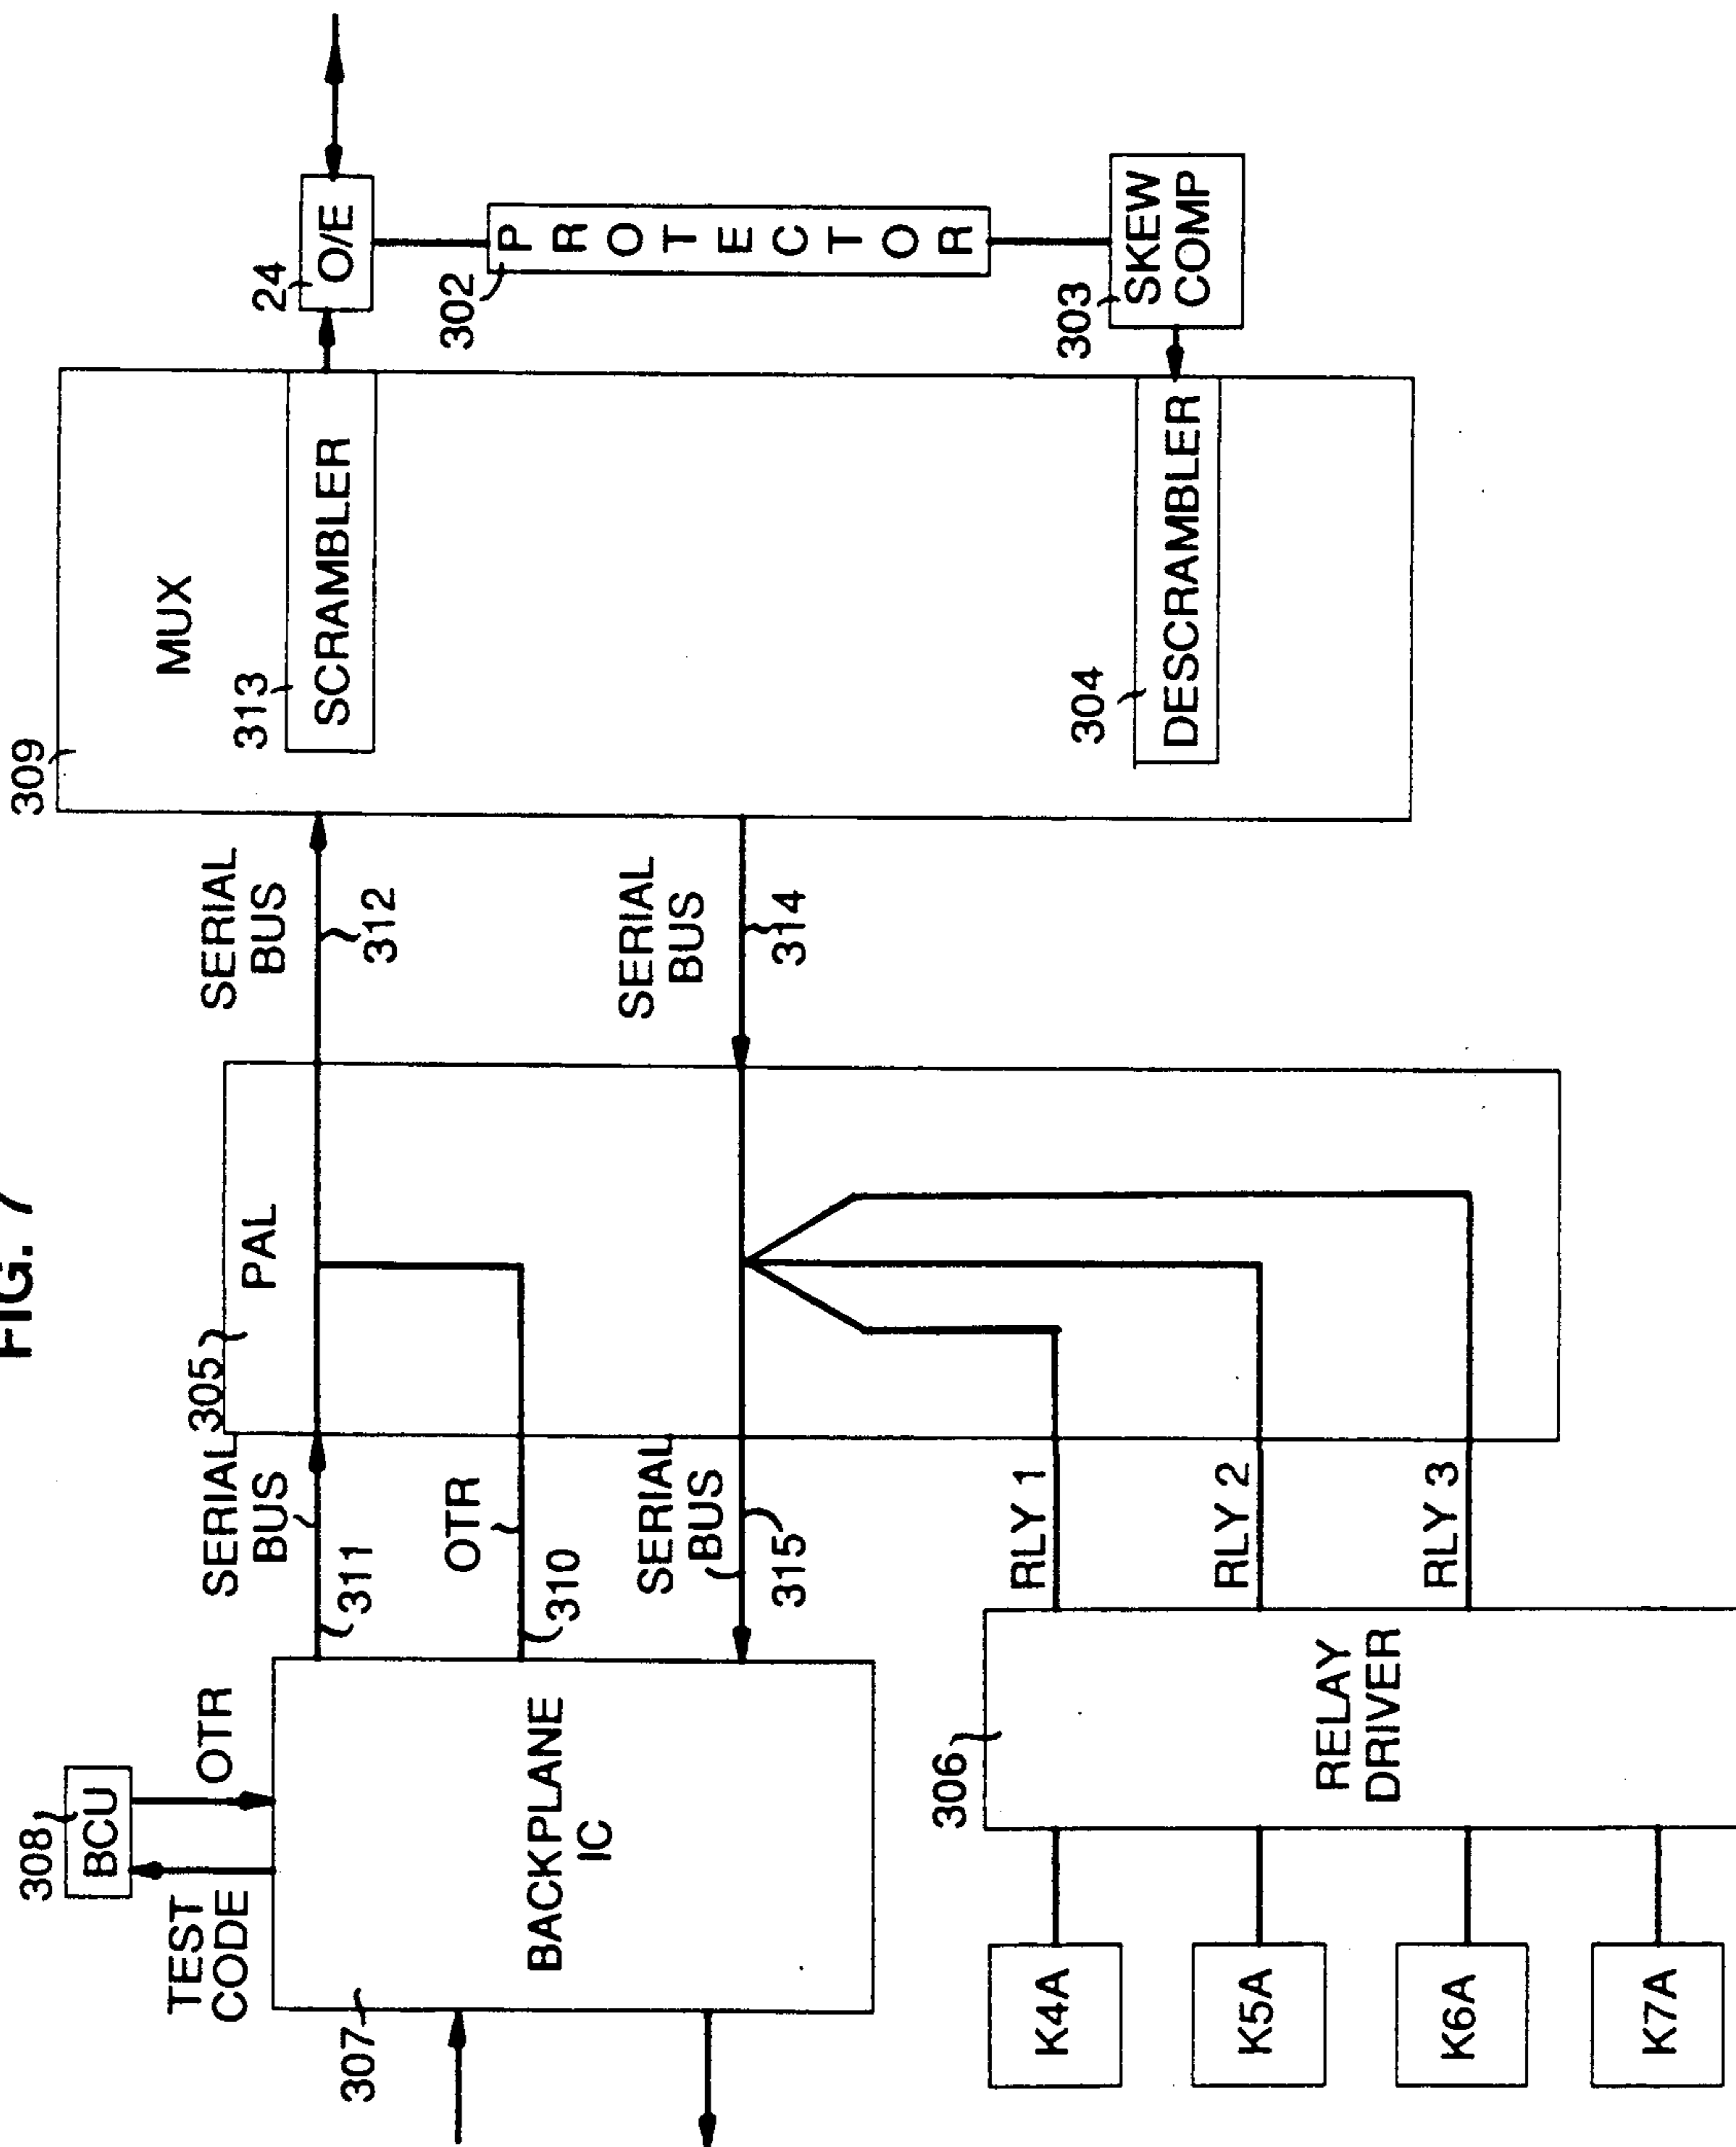 FIG. 7
308
BCU
TEST
CODE
OTR
307
BACKPLANE
IC
SERIAL
BUS
311
OTR
310
SERIAL
BUS
315
305
PAL
SERIAL
BUS
312
SERIAL
BUS
314
309
MUX
313
SCRAMBLER
304
DESCRAMBLER
24
O/E
302
PROTECTOR
303
SKEW
COMP
RLY 1
RLY 2
RLY 3
306
RELAY
DRIVER
K4A
K5A
K6A
K7A